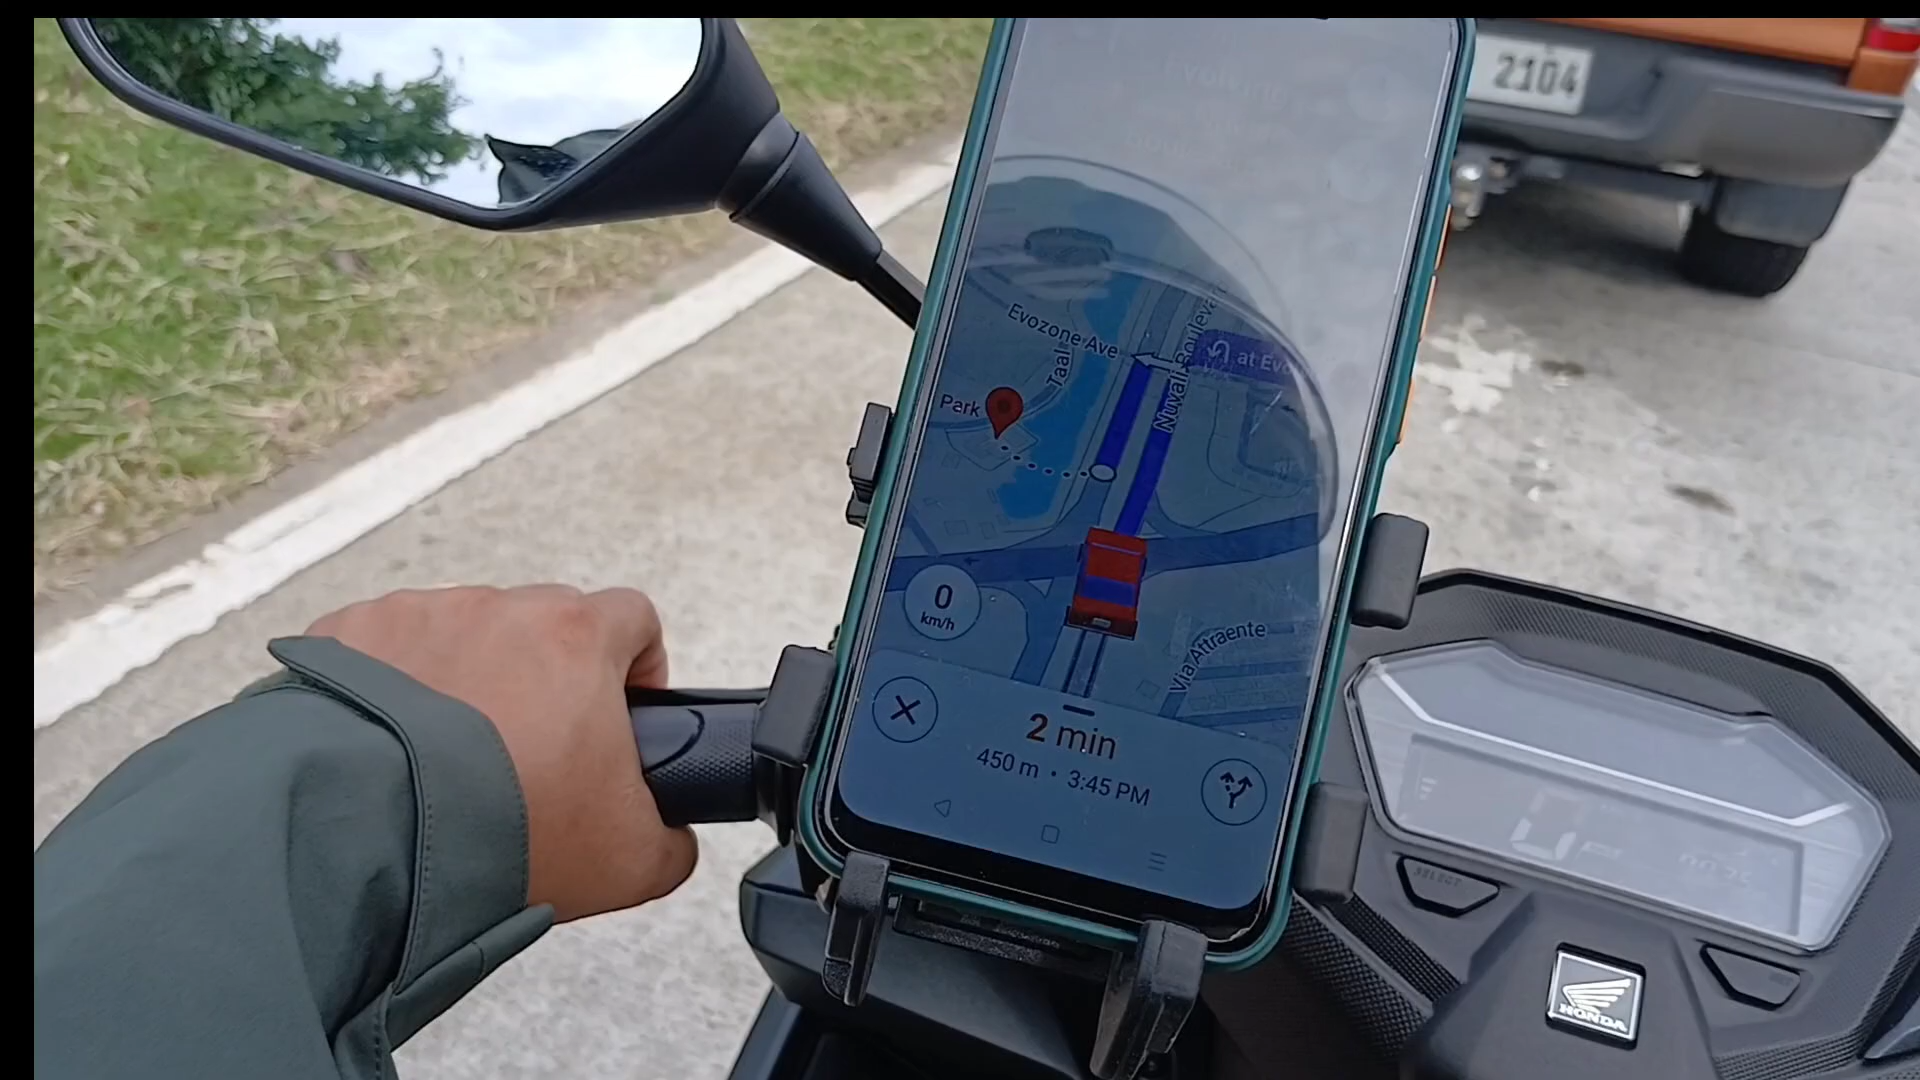 2104
Evozone Ave
Taal
Nuvali Bouleva
at Evo
Park
0
km/h
Via Attraente
2 min
450 m • 3:45 PM
SELECT
HONDA